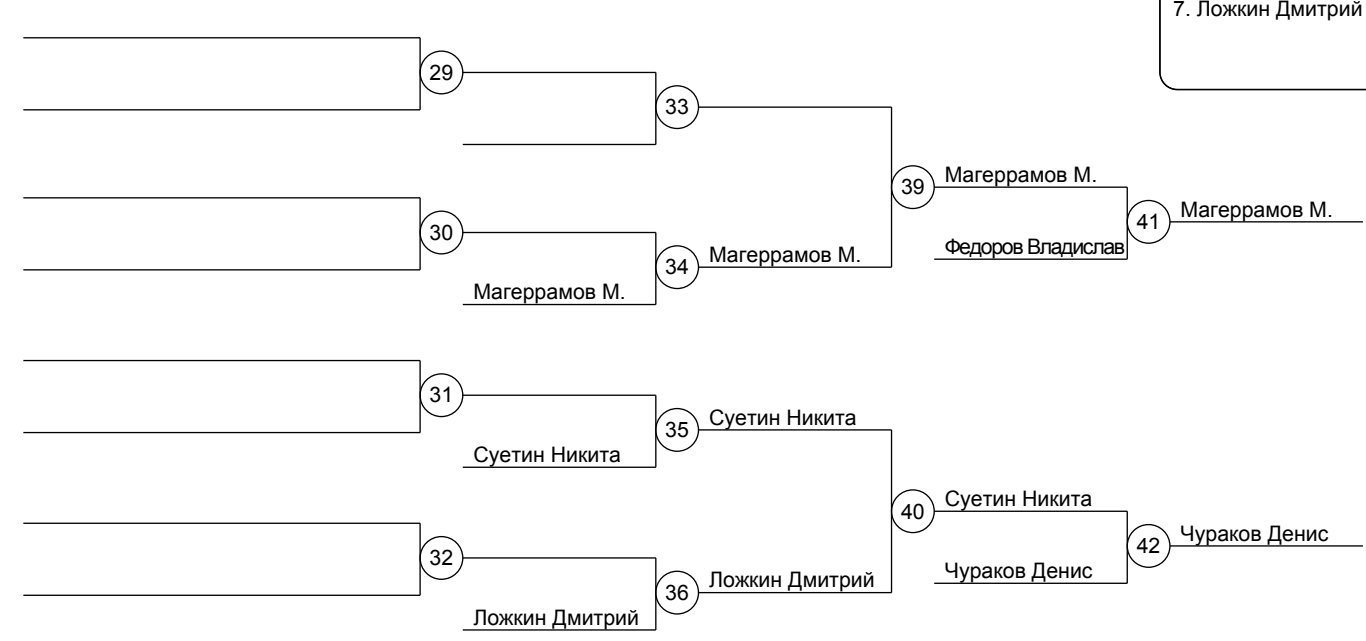 7. Ложкин Дмитрий
29
33
Магеррамов М.
39
Магеррамов М.
41
30
Магеррамов М.
34
Федоров Владислав
Магеррамов М.
31
Суетин Никита
35
Суетин Никита
Суетин Никита
40
Чураков Денис
42
32
Ложкин Дмитрий
36
Чураков Денис
Ложкин Дмитрий